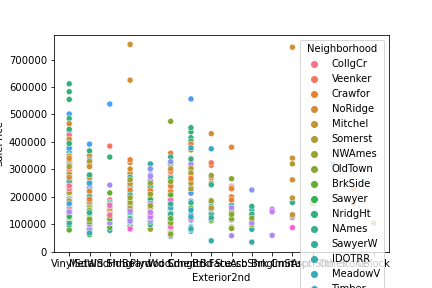 700000
600000
500000
400000
300000
200000
100000
0
Exterior2nd
Neighborhood
CollgCr
Veenker
Crawfor
NoRidge
Mitchel
Somerst
NWAmes
OldTown
BrkSide
Sawyer
NridgHt
NAmes
SawyerW
IDOTRR
MeadowV